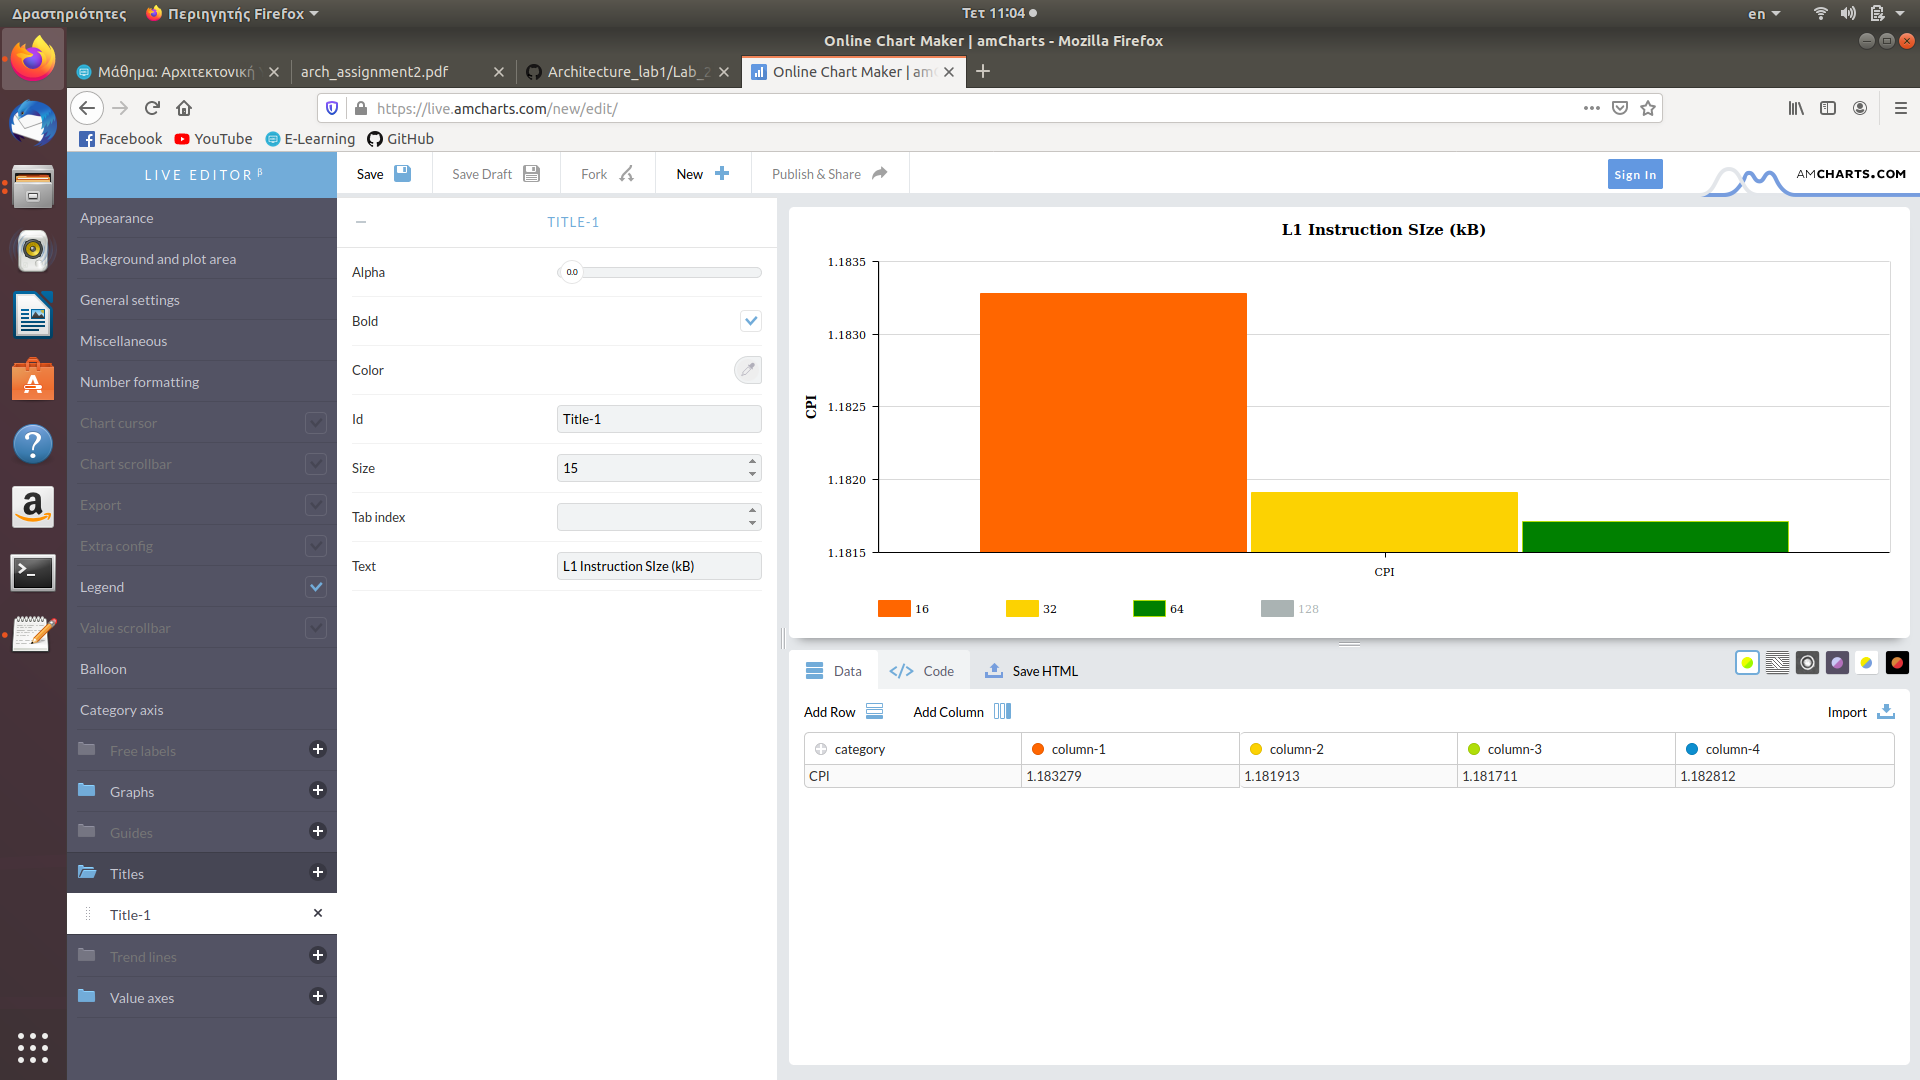 Δραστηριότητες
Περιηγητής Firefox
Τετ 11:04
en
Online Chart Maker | amCharts - Mozilla Firefox
Μάθημα: Αρχιτεκτονική
arch_assignment2.pdf
Architecture_lab1/Lab_2
Online Chart Maker | am
https://live.amcharts.com/new/edit/
Facebook
YouTube
E-Learning
GitHub
LIVE EDITOR β
Save
Save Draft
Fork
New
Publish & Share
Sign In
AMCHARTS.COM
Appearance
Background and plot area
General settings
Miscellaneous
Number formatting
Chart cursor
Chart scrollbar
Export
Extra config
Legend
Value scrollbar
Balloon
Category axis
Free labels
Graphs
Guides
Titles
Title-1
Trend lines
Value axes
TITLE-1
Alpha
0.0
Bold
Color
Id
Title-1
Size
15
Tab index
Text
L1 Instruction SIze (kB)
L1 Instruction SIze (kB)
1.1835
1.1830
1.1825
1.1820
1.1815
CPI
CPI
16
32
64
128
Data
Code
Save HTML
Add Row
Add Column
Import
category
column-1
column-2
column-3
column-4
CPI
1.183279
1.181913
1.181711
1.182812